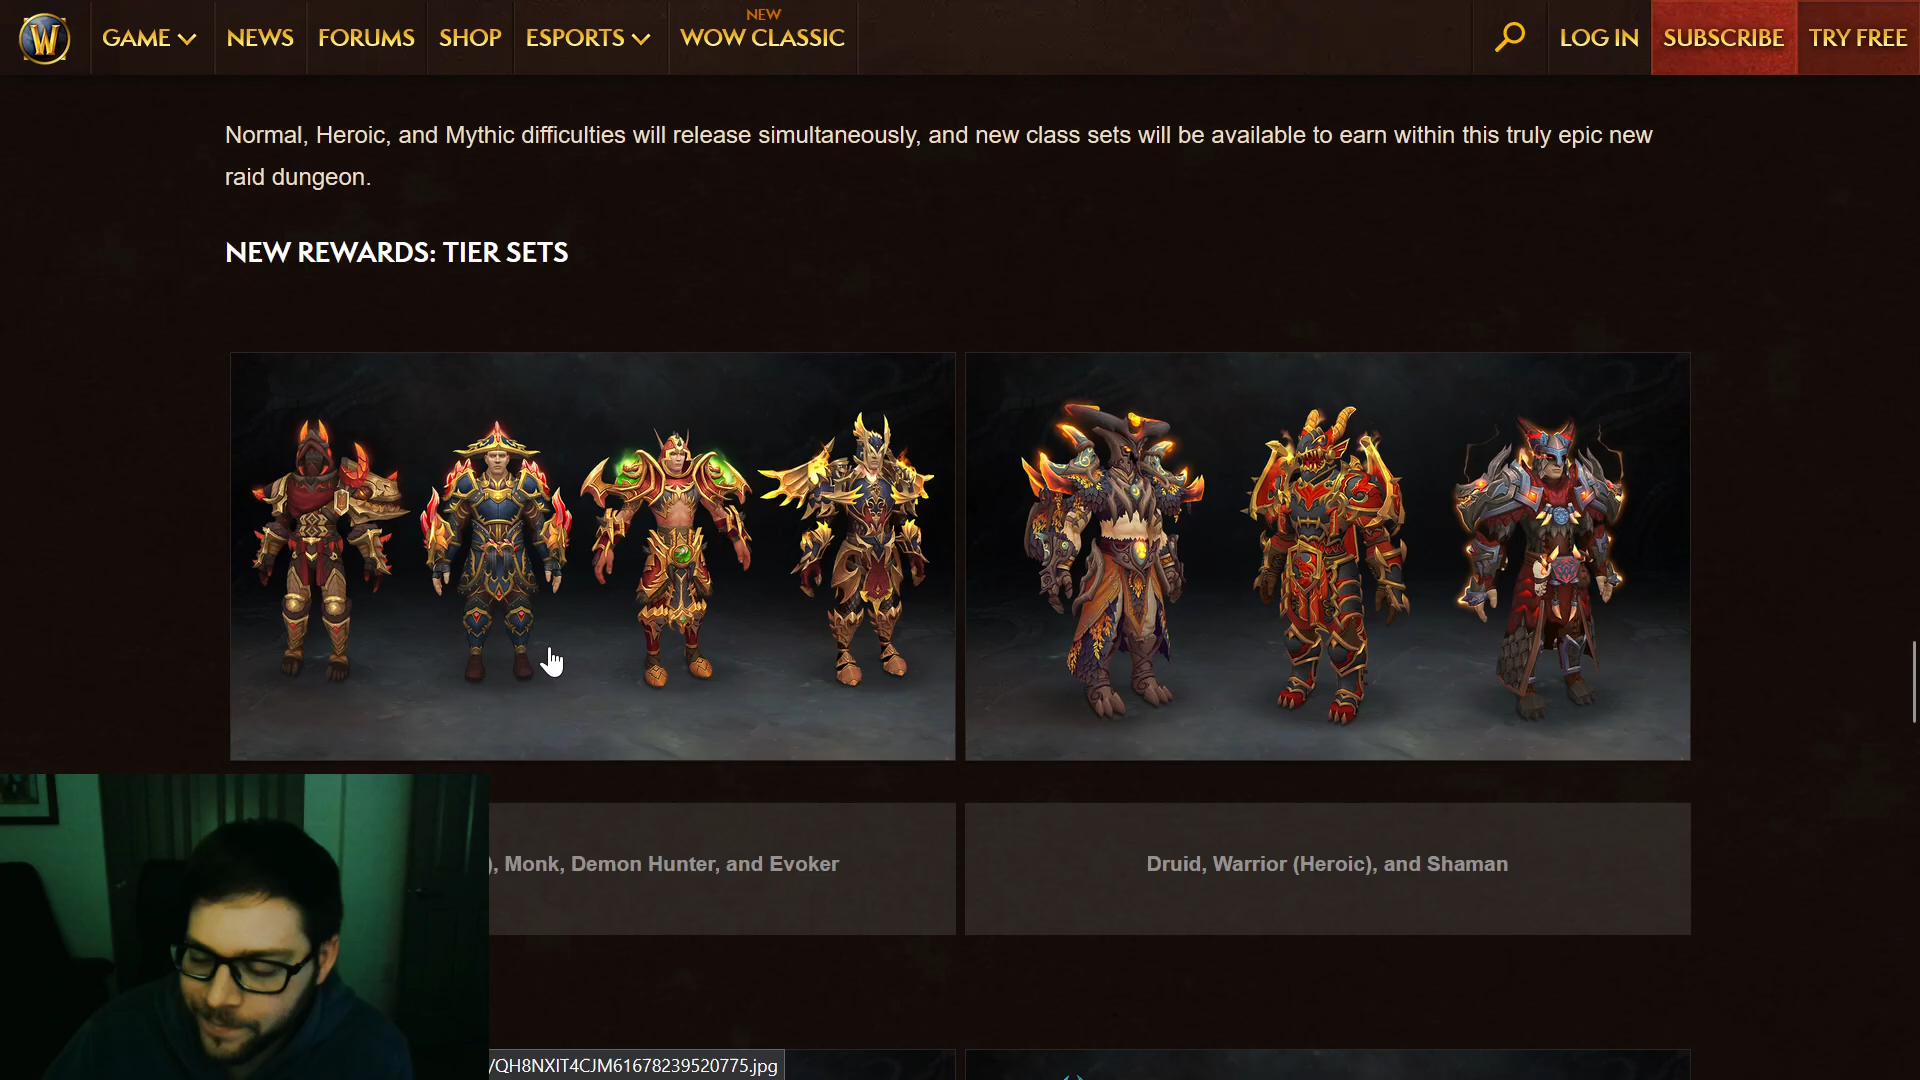 W
GAME
NEWS
FORUMS
SHOP
ESPORTS
NEW
WOW CLASSIC
LOG IN
SUBSCRIBE
TRY FREE
Normal, Heroic, and Mythic difficulties will release simultaneously, and new class sets will be available to earn within this truly epic new
raid dungeon.
NEW REWARDS: TIER SETS
), Monk, Demon Hunter, and Evoker
Druid, Warrior (Heroic), and Shaman
/QH8NXIT4CJM61678239520775.jpg